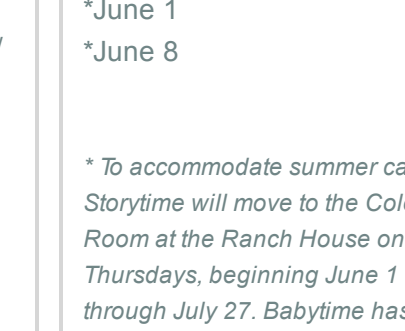 *June 1
*June 8
* To accommodate summer
Storytime will move to the
Room at the Ranch House on
Thursdays, beginning June 1
through July 27. Babytime has